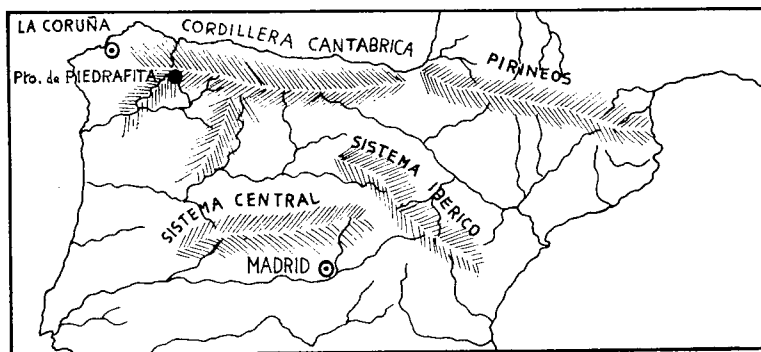 LA CORUÑA
CORDILLERA CANTABRICA
PIRINEOS
Pto. de PIEDRAFITA
SISTEMA IBERICO
SISTEMA CENTRAL
MADRID